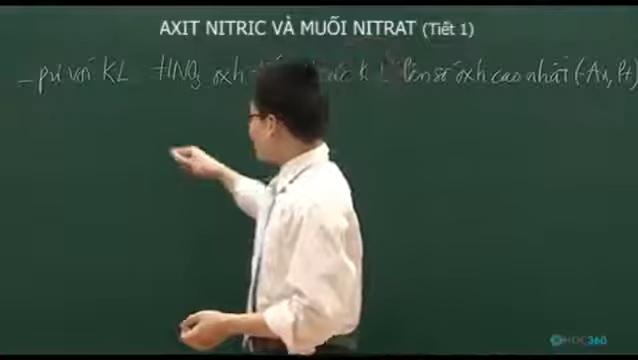 AXIT NITRIC VÀ MUỐI NITRAT (Tiết 1)
- pư với KL HNO3 oxh lên số oxh cao nhất (-Au, Pt)
HOC360